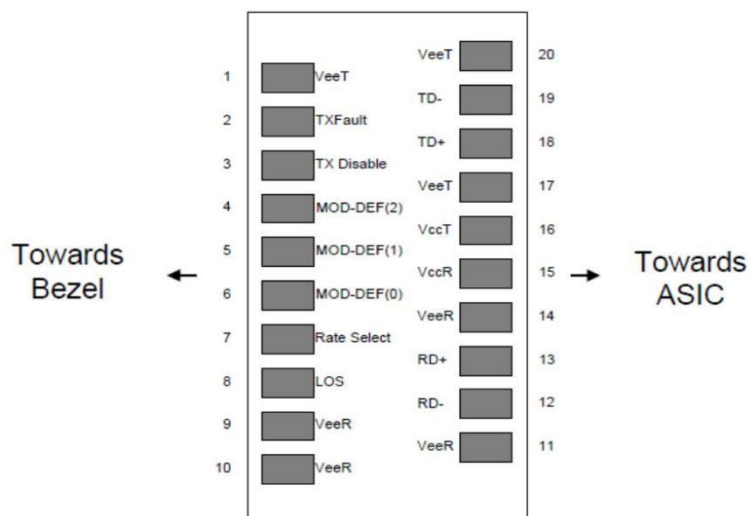 VeeT 20
1 VeeT
TD- 19
2 TXFault
TD+ 18
3 TX Disable
VeeT 17
4 MOD-DEF(2)
VccT 16
5 MOD-DEF(1)
Towards
Bezel
VccR 15
Towards
ASIC
6 MOD-DEF(0)
VeeR 14
7 Rate Select
RD+ 13
8 LOS
RD- 12
9 VeeR
VeeR 11
10 VeeR